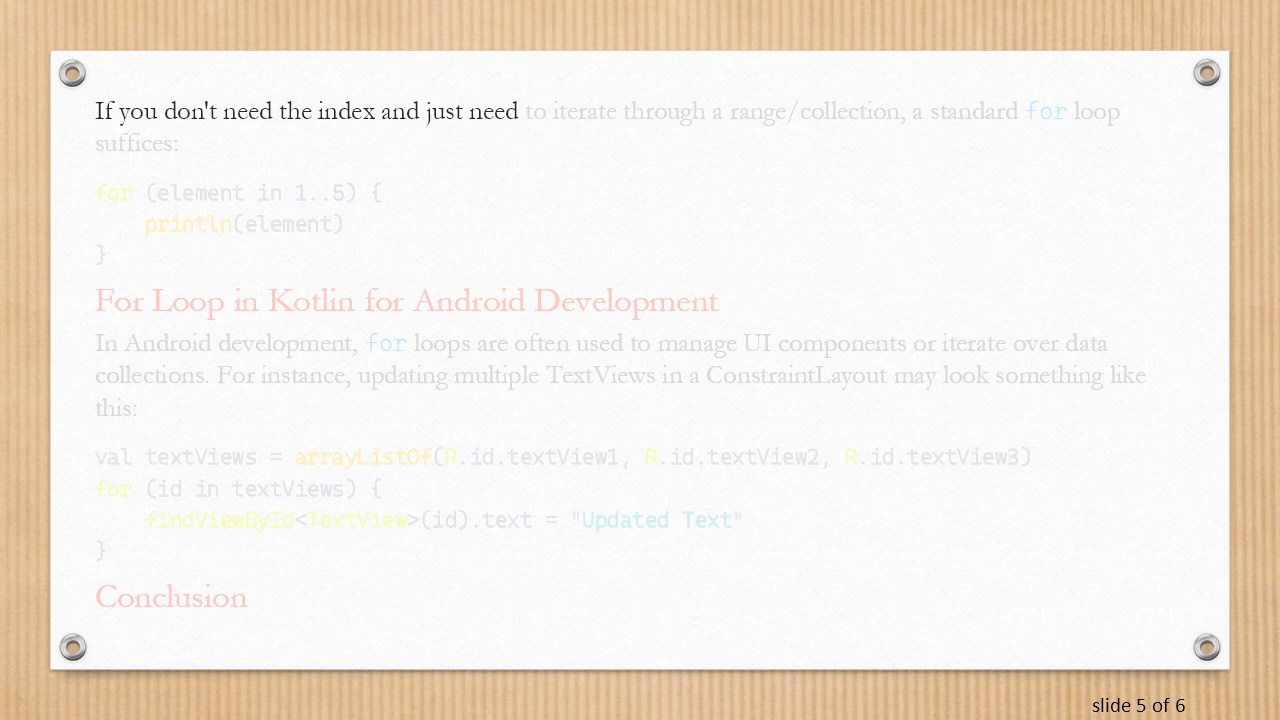 If you don't need the index and just need to iterate through a range/collection, a standard for loop
suffices:
for (element in 1..5) {
    println(element)
}
For Loop in Kotlin for Android Development
In Android development, for loops are often used to manage UI components or iterate over data
collections. For instance, updating multiple TextViews in a ConstraintLayout may look something like
this:
val textViews = arrayListOf(R.id.textView1, R.id.textView2, R.id.textView3)
for (id in textViews) {
    findViewById<TextView>(id).text = "Updated Text"
}
Conclusion
slide 5 of 6